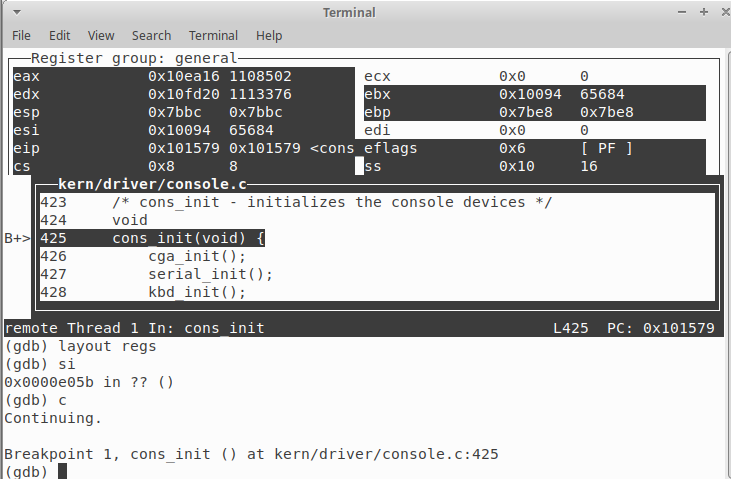 Terminal
File Edit View Search Terminal Help
Register group: general
eax 0x10ea16 1108502 ecx 0x0 0
edx 0x10fd20 1113376 ebx 0x10094 65684
esp 0x7bbc 0x7bbc ebp 0x7be8 0x7be8
esi 0x10094 65684 edi 0x0 0
eip 0x101579 0x101579 <cons eflags 0x6 [ PF ]
cs 0x8 8 ss 0x10 16
kern/driver/console.c
423 /* cons_init - initializes the console devices */
424 void
B+> 425 cons_init(void) {
426 cga_init();
427 serial_init();
428 kbd_init();
remote Thread 1 In: cons_init L425 PC: 0x101579
(gdb) layout regs
(gdb) si
0x0000e05b in ?? ()
(gdb) c
Continuing.
Breakpoint 1, cons_init () at kern/driver/console.c:425
(gdb)